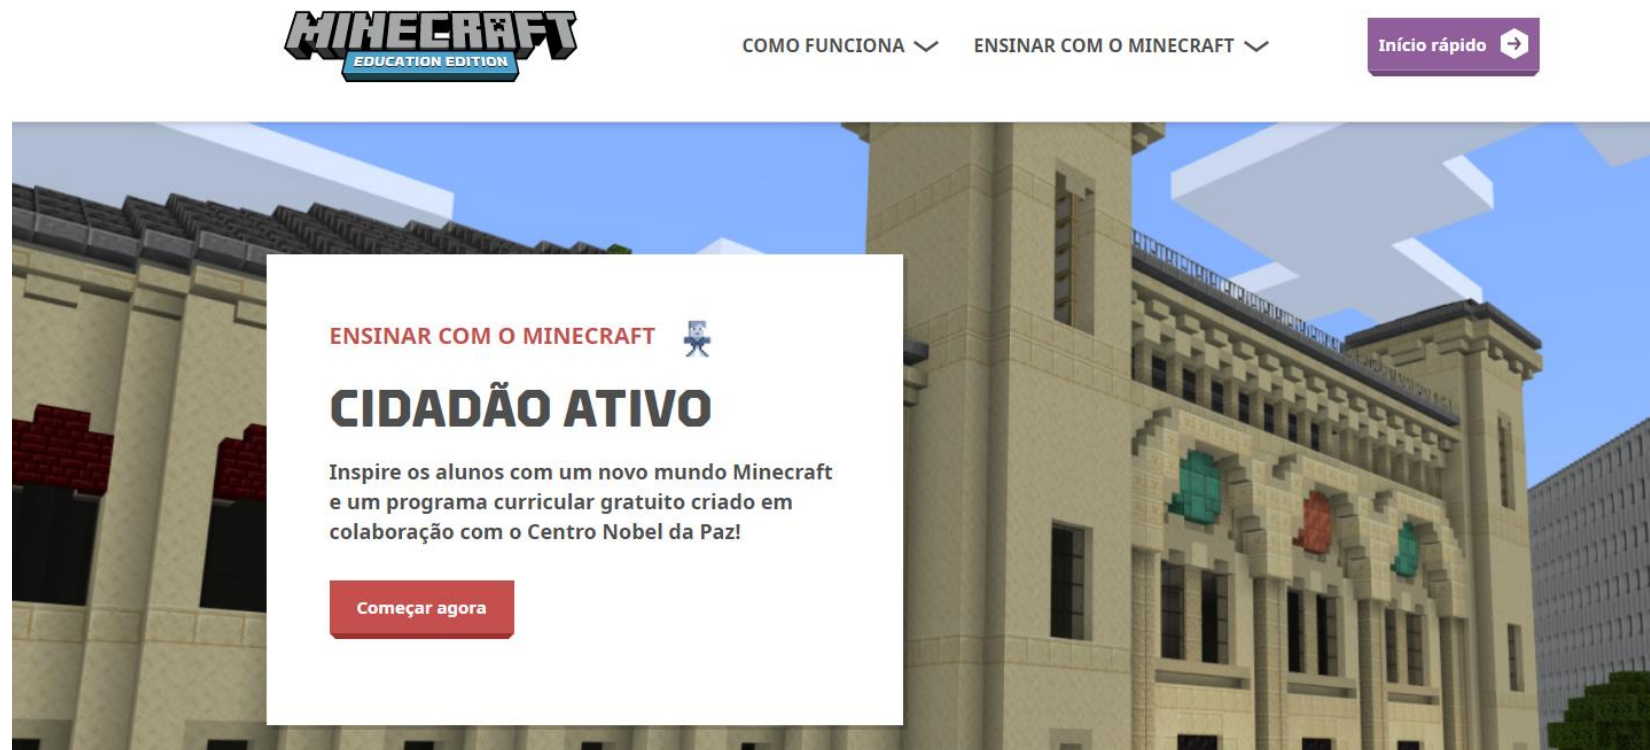 MINECRAFT
EDUCATION EDITION
COMO FUNCIONA
ENSINAR COM O MINECRAFT
Início rápido
ENSINAR COM O MINECRAFT
CIDADÃO ATIVO
Inspire os alunos com um novo mundo Minecraft
e um programa curricular gratuito criado em
colaboração com o Centro Nobel da Paz!
Começar agora